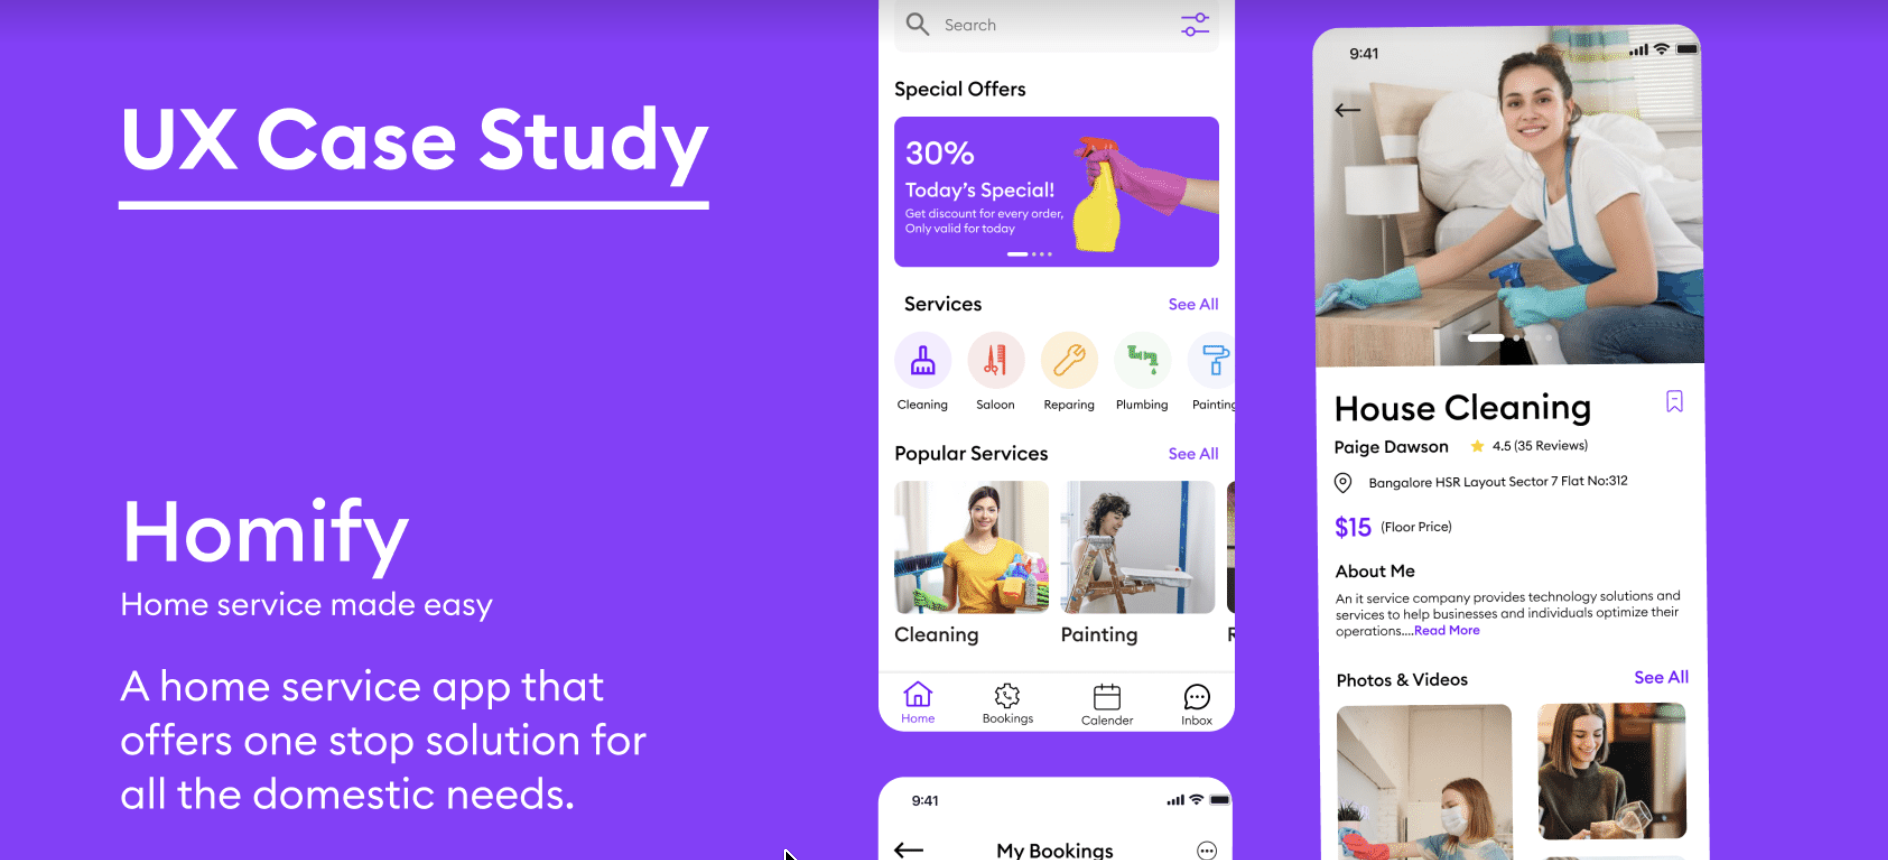 UX Case Study
Homify
Home service made easy
A home service app that
offers one stop solution for
all the domestic needs.
Search
Special Offers
30%
Today's Special!
Get discount for every order,
Only valid for today
Services See All
Cleaning Saloon Reparing Plumbing Painting
Popular Services See All
Cleaning Painting
Home Bookings Calender Inbox
9:41
My Bookings
9:41
House Cleaning
Paige Dawson 4.5 (35 Reviews)
Bangalore HSR Layout Sector 7 Flat No:312
$15 (Floor Price)
About Me
An it service company provides technology solutions and
services to help businesses and individuals optimize their
operations....Read More
Photos & Videos See All